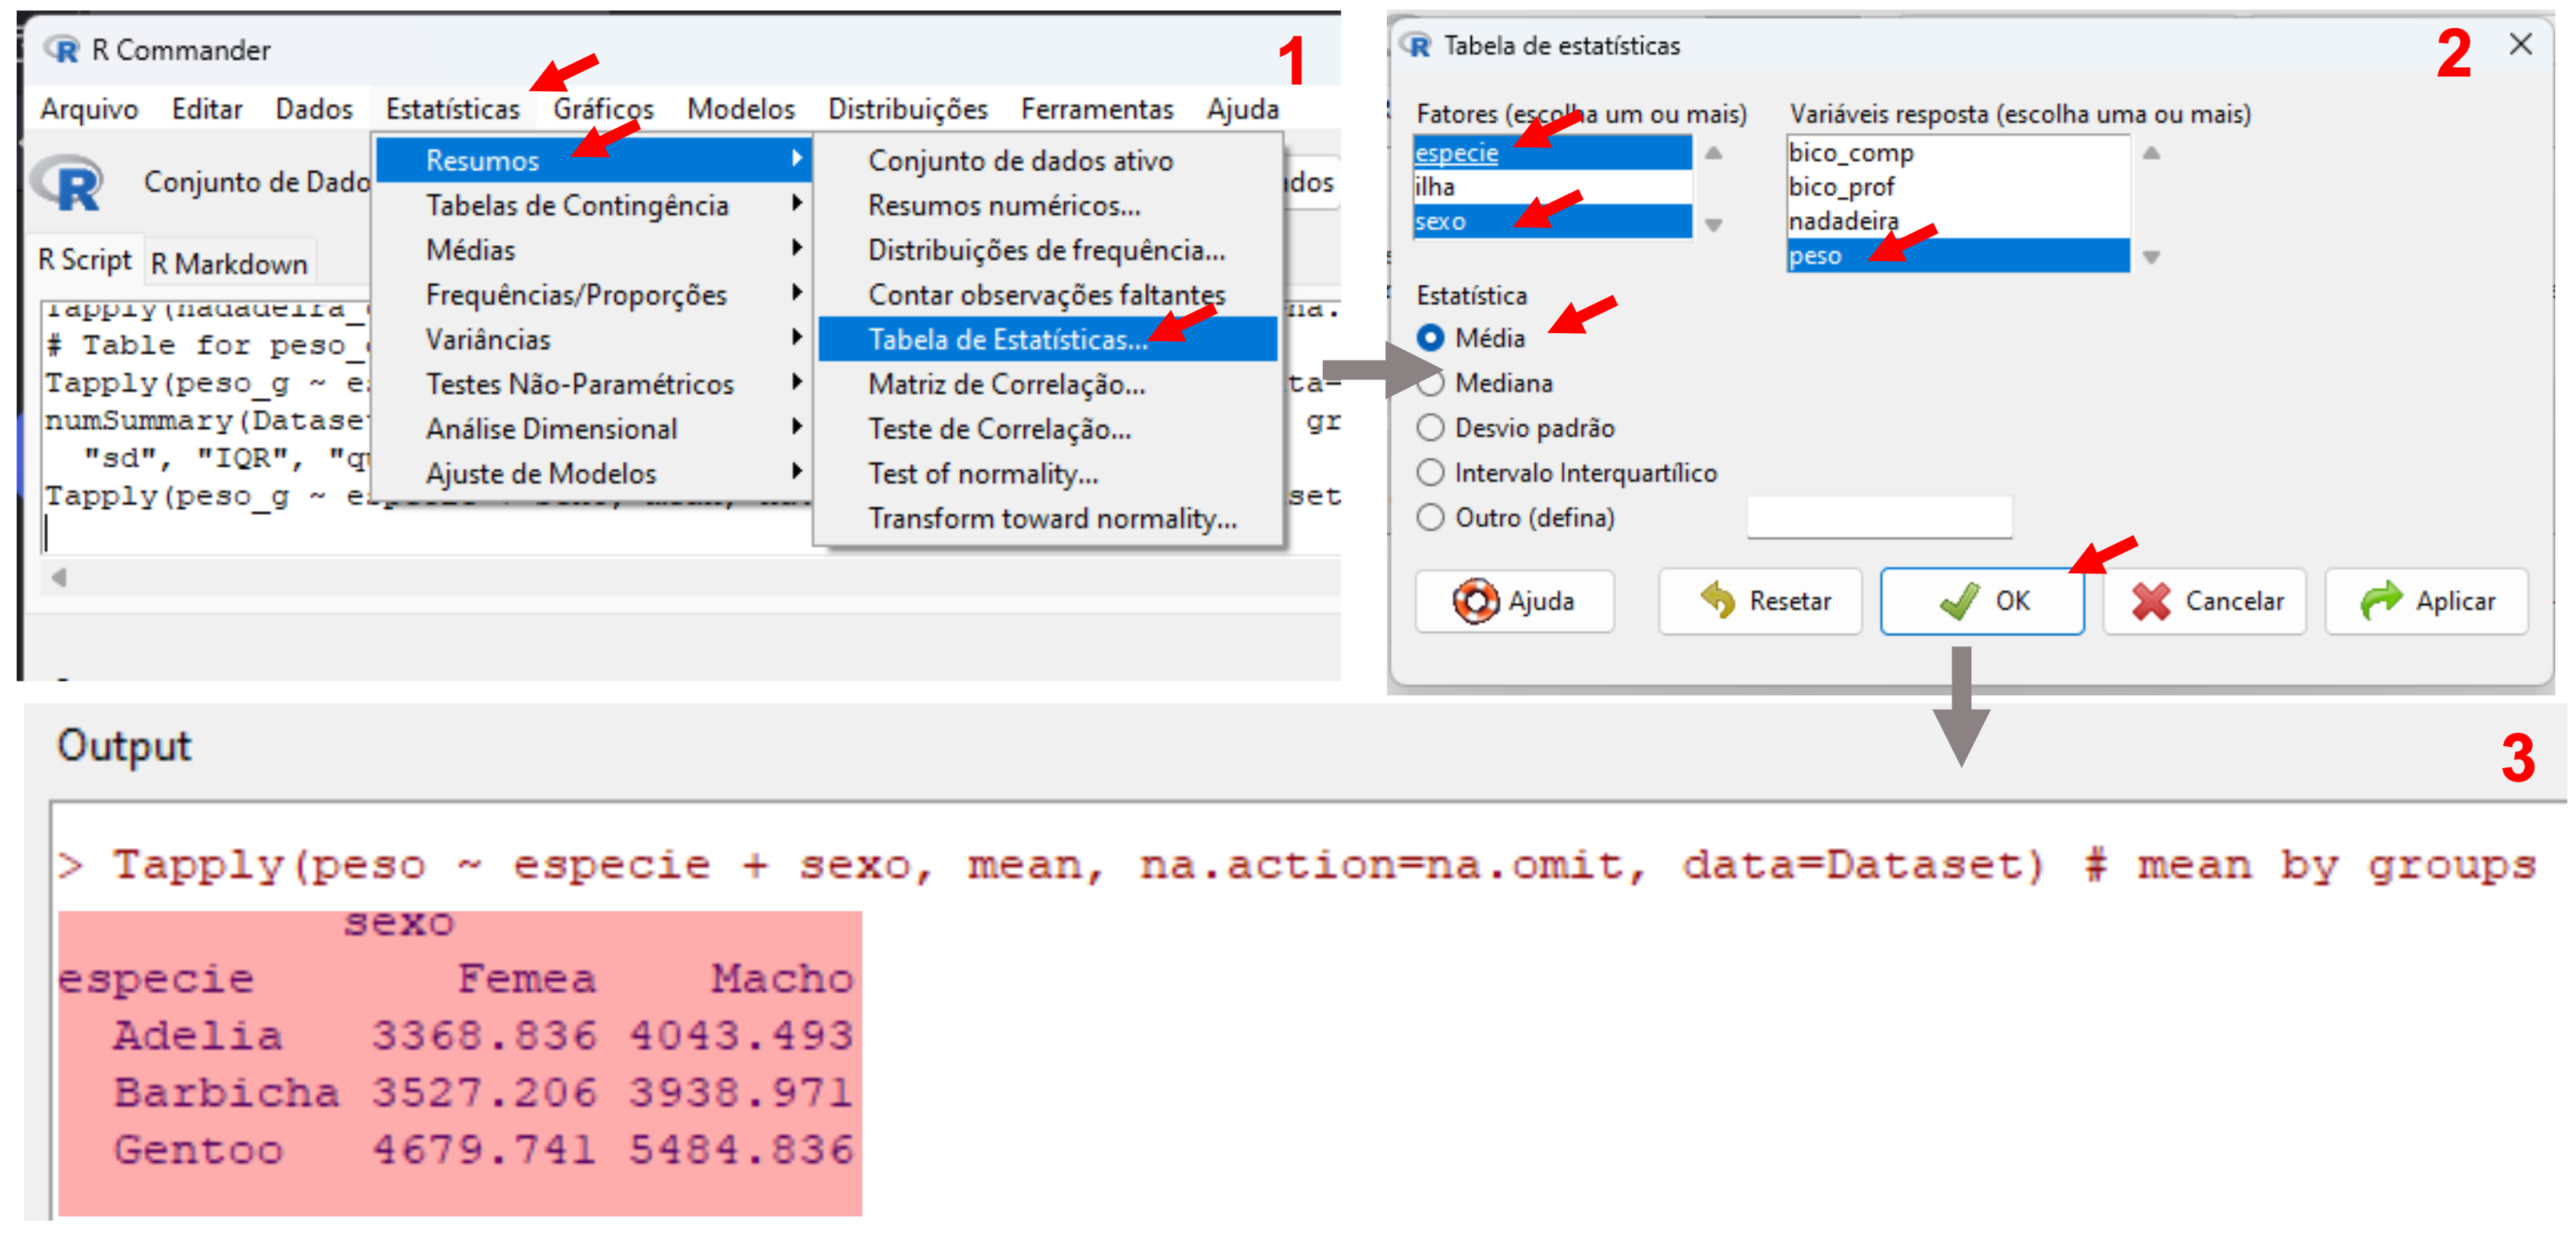 R Commander
1
Arquivo Editar Dados Estatísticas Gráficos Modelos Distribuições Ferramentas Ajuda
Conjunto de Dado
dos
Resumos
Tabelas de Contingência
Médias
Frequências/Proporções
Variâncias
Testes Não-Paramétricos
Análise Dimensional
Ajuste de Modelos
Conjunto de dados ativo
Resumos numéricos...
Distribuições de frequência...
Contar observações faltantes
Tabela de Estatísticas...
Matriz de Correlação...
Teste de Correlação...
Test of normality...
Transform toward normality...
R Script R Markdown
Tapply(nadadeira_ na.
# Table for peso_
Tapply(peso_g ~ e ta=
numSummary(Datase gr
"sd", "IQR", "q
Tapply(peso_g ~ e set
Tabela de estatísticas
2
Fatores (escolha um ou mais)
especie
ilha
sexo
Variáveis resposta (escolha uma ou mais)
bico_comp
bico_prof
nadadeira
peso
Estatística
Média
Mediana
Desvio padrão
Intervalo Interquartílico
Outro (defina)
Ajuda Resetar OK Cancelar Aplicar
Output
3
> Tapply(peso ~ especie + sexo, mean, na.action=na.omit, data=Dataset) # mean by groups
sexo
especie Femea Macho
Adelia 3368.836 4043.493
Barbicha 3527.206 3938.971
Gentoo 4679.741 5484.836